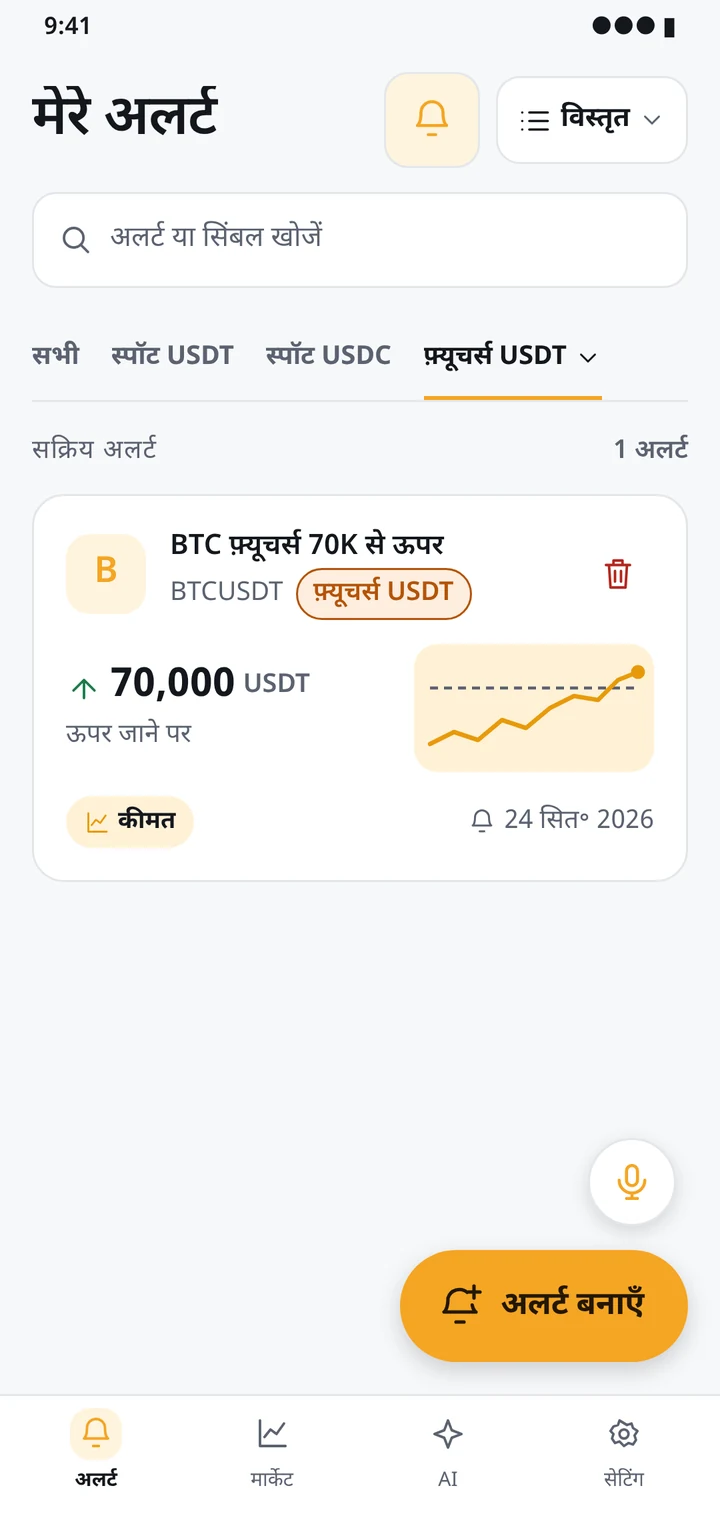 9:41
मेरे अलर्ट
विस्तृत
अलर्ट या सिंबल खोजें
सभी स्पॉट USDT स्पॉट USDC फ़्यूचर्स USDT
सक्रिय अलर्ट 1 अलर्ट
B
BTC फ़्यूचर्स 70K से ऊपर
BTCUSDT फ़्यूचर्स USDT
70,000 USDT
ऊपर जाने पर
कीमत 24 सित॰ 2026
अलर्ट बनाएँ
अलर्ट मार्केट AI सेटिंग